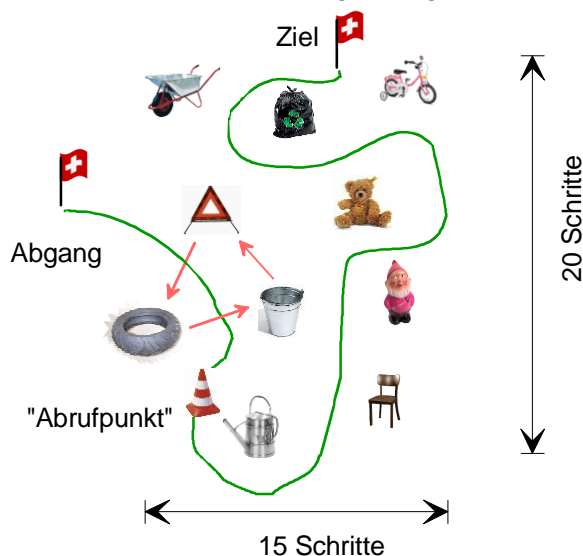 Ziel
Abgang
20 Schritte
"Abrufpunkt"
15 Schritte